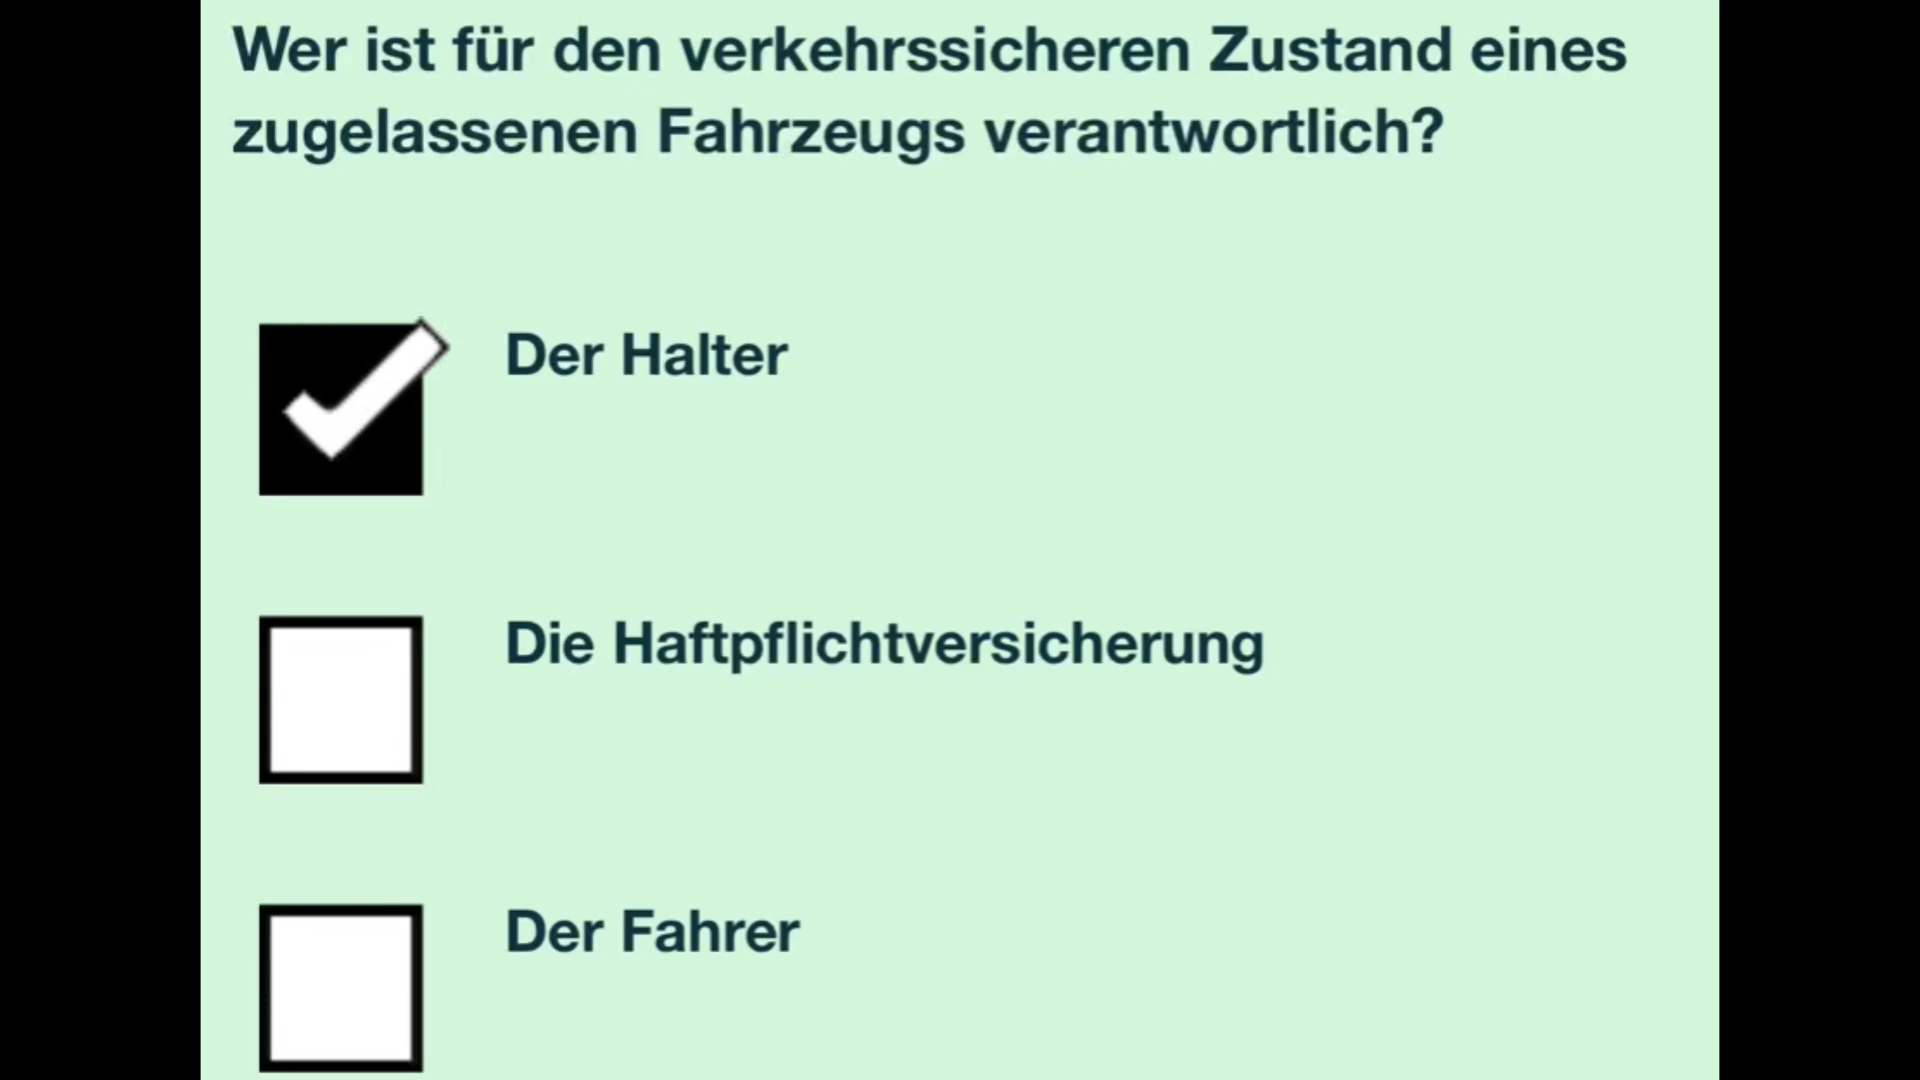 Wer ist für den verkehrssicheren Zustand eines
zugelassenen Fahrzeugs verantwortlich?
Der Halter
Die Haftpflichtversicherung
Der Fahrer